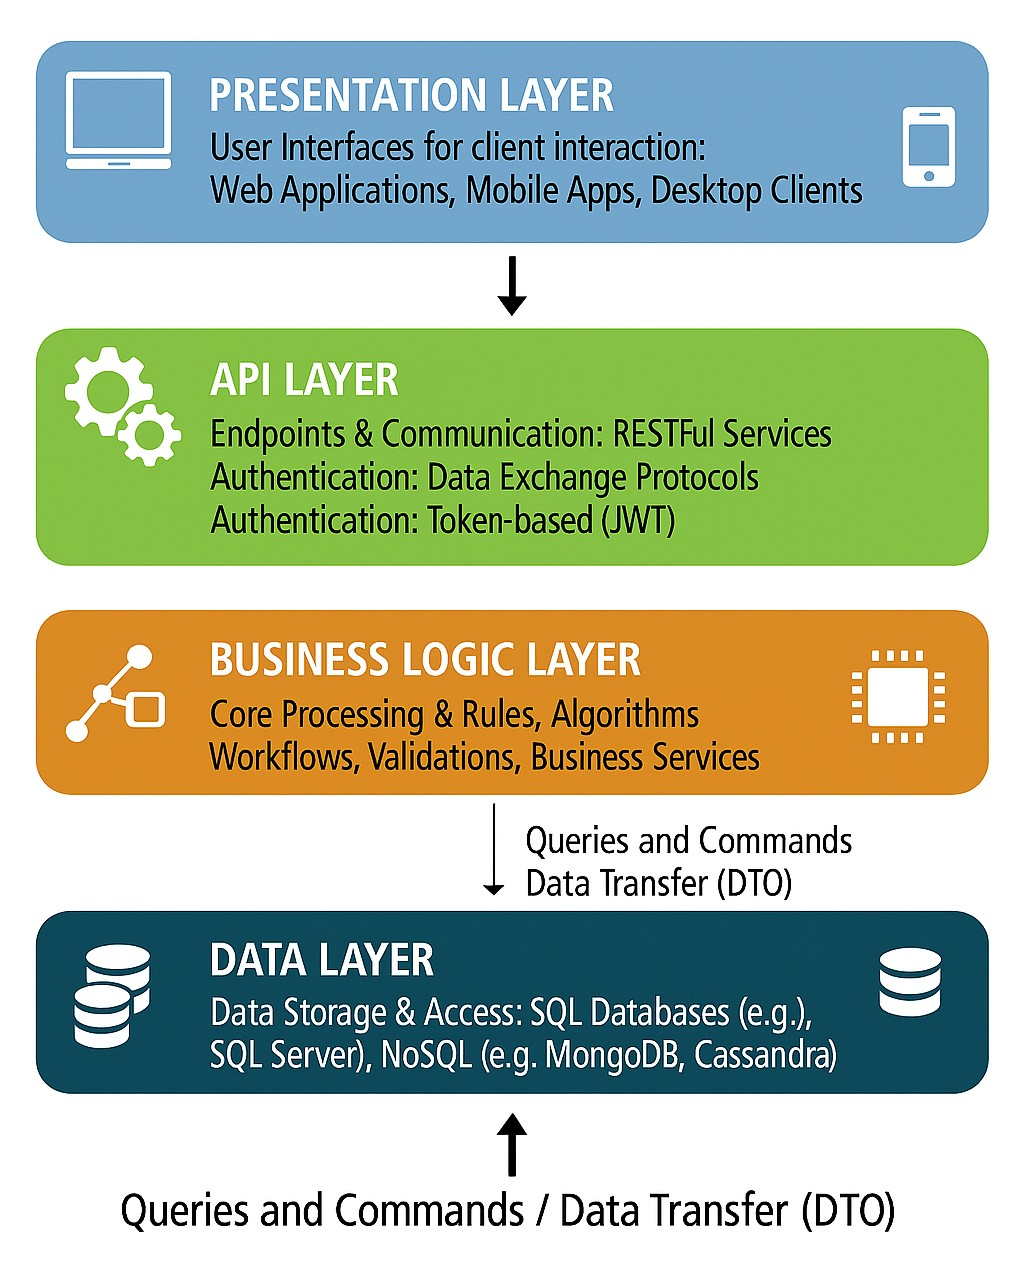 PRESENTATION LAYER
User Interfaces for client interaction:
Web Applications, Mobile Apps, Desktop Clients
API LAYER
Endpoints & Communication: RESTFul Services
Authentication: Data Exchange Protocols
Authentication: Token-based (JWT)
BUSINESS LOGIC LAYER
Core Processing & Rules, Algorithms
Workflows, Validations, Business Services
Queries and Commands
Data Transfer (DTO)
DATA LAYER
Data Storage & Access: SQL Databases (e.g.),
SQL Server), NoSQL (e.g. MongoDB, Cassandra)
Queries and Commands / Data Transfer (DTO)